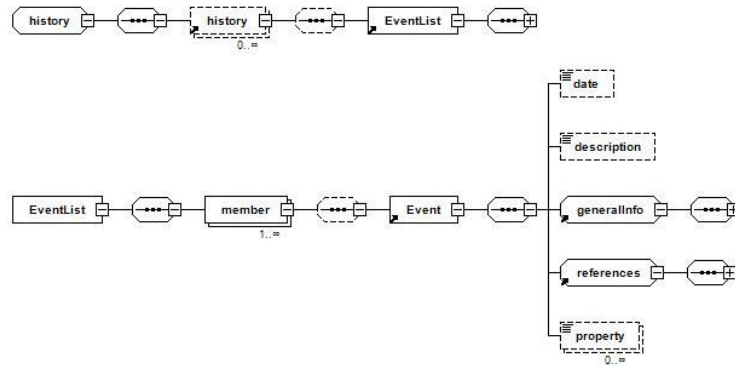 history history EventList
0..∞
date
description
EventList member Event generalInfo
1..∞
references
property
0..∞